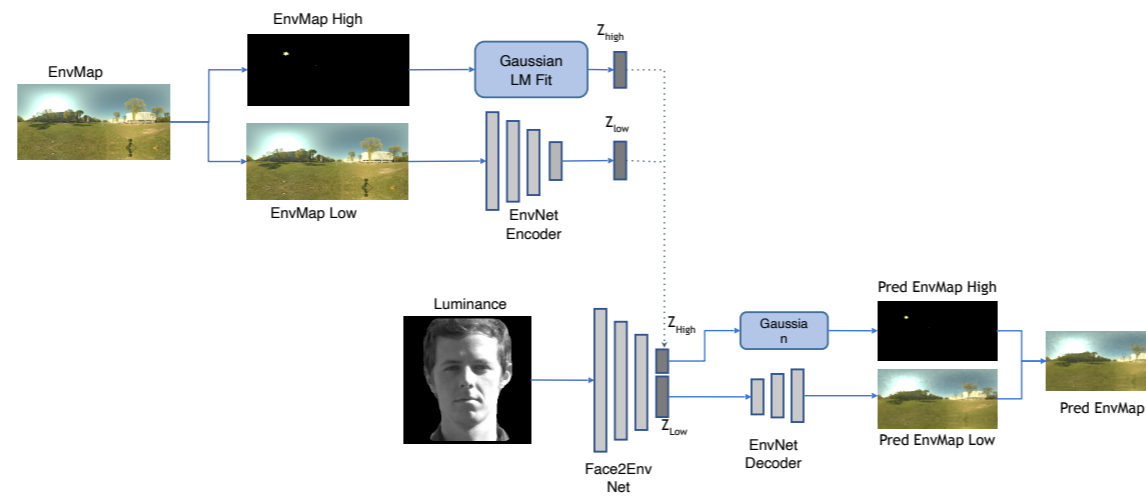 EnvMap High
Z_high
EnvMap
Gaussian
LM Fit
Z_low
EnvMap Low
EnvNet
Encoder
Pred EnvMap High
Luminance
Z_High
Gaussia
n
Pred EnvMap
Z_Low
EnvNet
Decoder
Pred EnvMap Low
Face2Env
Net